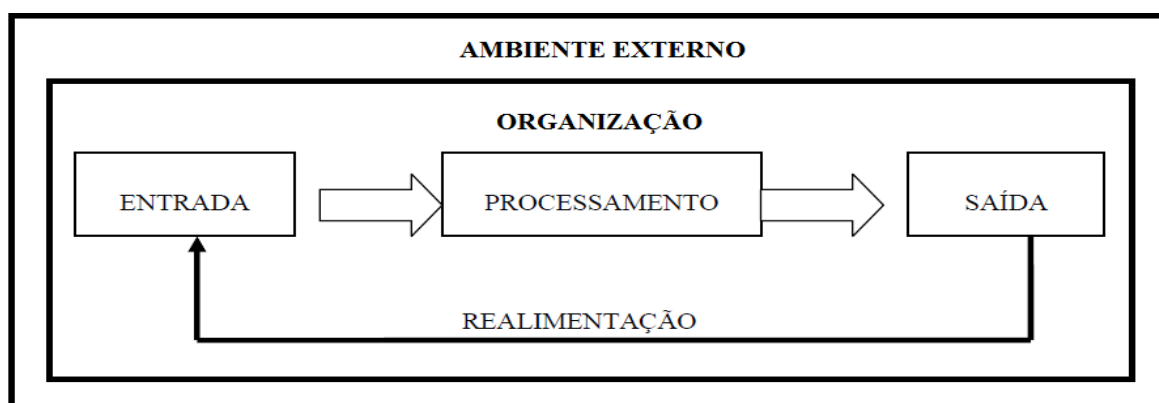 AMBIENTE EXTERNO
ORGANIZAÇÃO
ENTRADA
PROCESSAMENTO
SAÍDA
REALIMENTAÇÃO